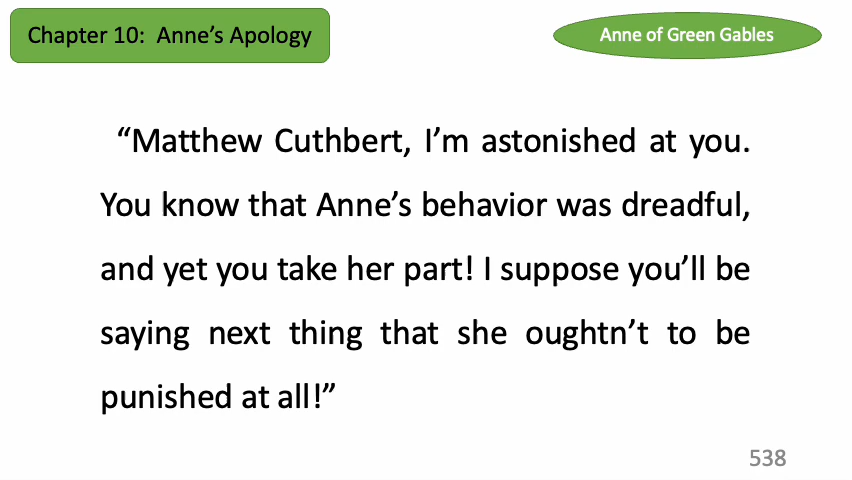 Chapter 10:  Anne’s Apology
Anne of Green Gables
“Matthew Cuthbert, I’m astonished at you.
You know that Anne’s behavior was dreadful,
and yet you take her part! I suppose you’ll be
saying next thing that she oughtn’t to be
punished at all!”
538